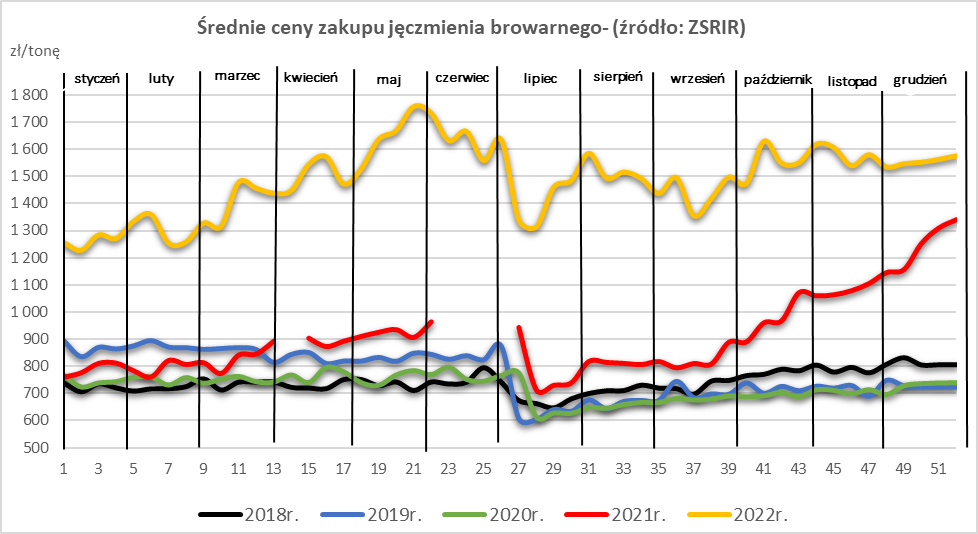 Średnie ceny zakupu jęczmienia browarnego- (źródło: ZSRIR)
zł/tonę
styczeń luty marzec kwiecień maj czerwiec lipiec sierpień wrzesień październik listopad grudzień
1 800
1 700
1 600
1 500
1 400
1 300
1 200
1 100
1 000
900
800
700
600
500
1 3 5 7 9 11 13 15 17 19 21 23 25 27 29 31 33 35 37 39 41 43 45 47 49 51
2018r. 2019r. 2020r. 2021r. 2022r.